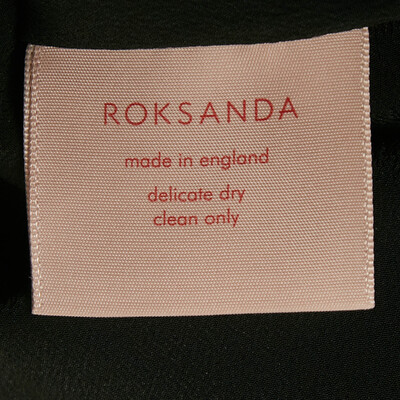 ROKSANDA
made in england
delicate dry
clean only